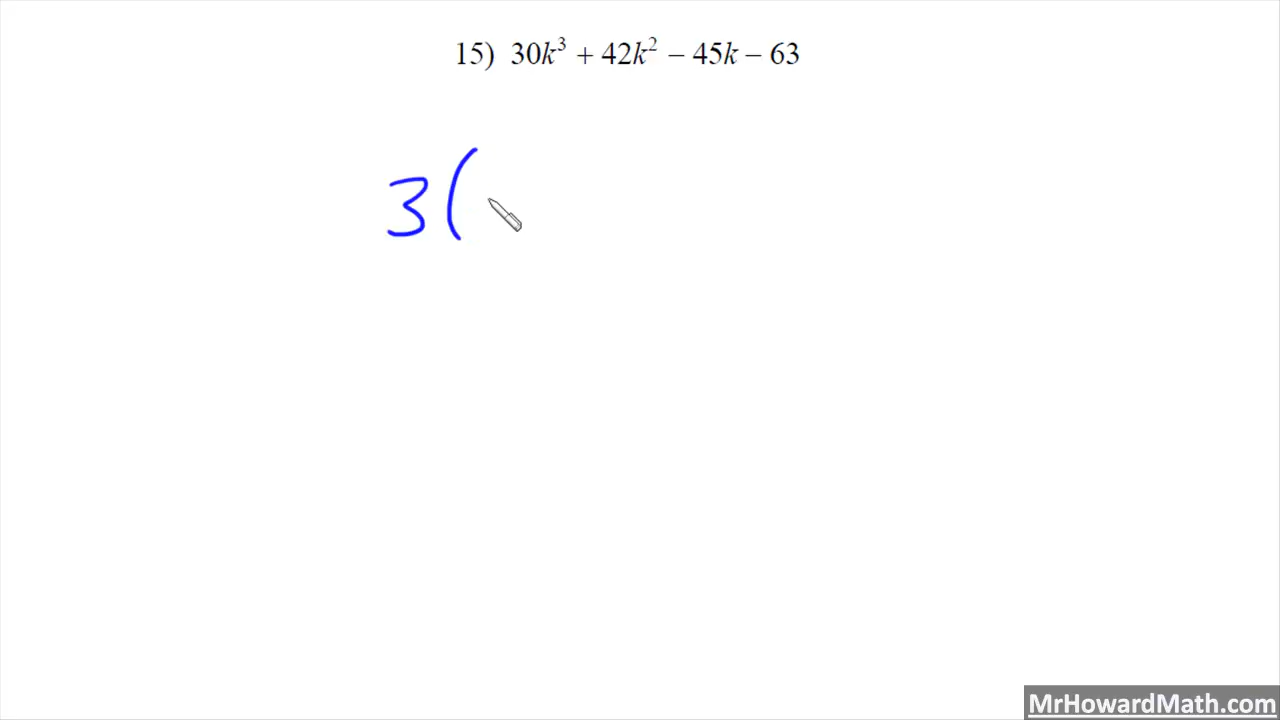 15) 30k³ + 42k² − 45k − 63
3(
MrHowardMath.com